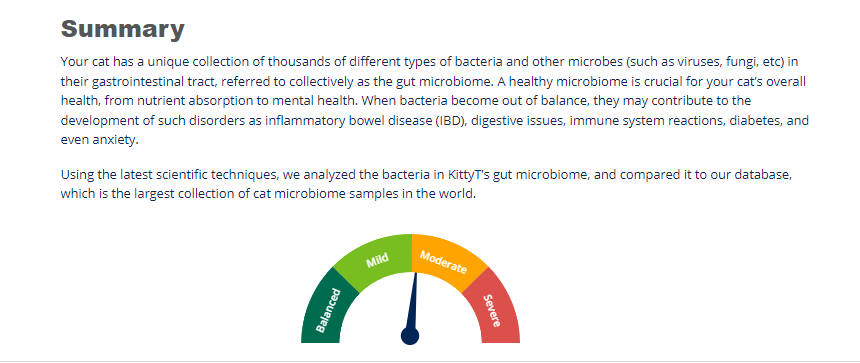 Summary
Your cat has a unique collection of thousands of different types of bacteria and other microbes (such as viruses, fungi, etc) in
their gastrointestinal tract, referred to collectively as the gut microbiome. A healthy microbiome is crucial for your cat's overall
health, from nutrient absorption to mental health. When bacteria become out of balance, they may contribute to the
development of such disorders as inflammatory bowel disease (IBD), digestive issues, immune system reactions, diabetes, and
even anxiety.
Using the latest scientific techniques, we analyzed the bacteria in KittyT's gut microbiome, and compared it to our database,
which is the largest collection of cat microbiome samples in the world.
Balanced
Mild
Moderate
Severe